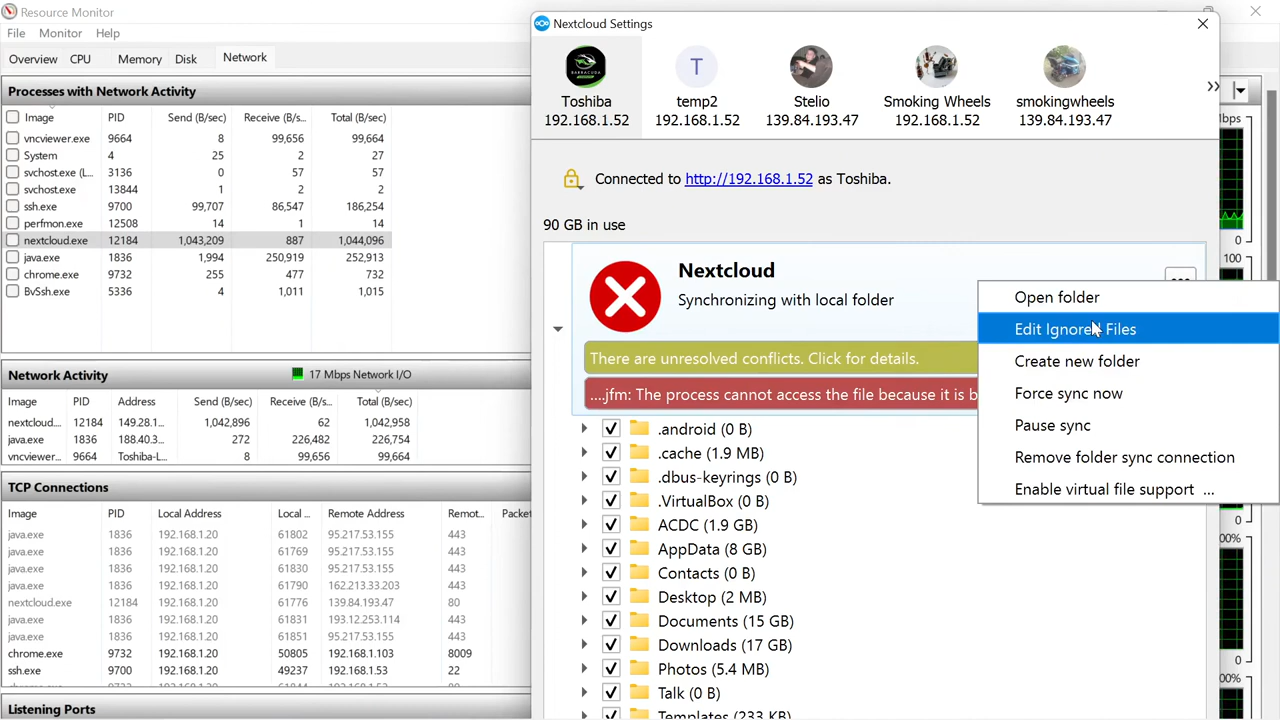 Resource Monitor
File Monitor Help
Overview CPU Memory Disk Network
Processes with Network Activity
Image PID Send (B/sec) Receive (B/s... Total (B/sec)
vncviewer.exe 9664 8 99,656 99,664
System 4 25 2 27
svchost.exe (L... 3136 0 57 57
svchost.exe 13844 1 2 2
ssh.exe 9700 99,707 86,547 186,254
perfmon.exe 12508 14 1 14
nextcloud.exe 12184 1,043,209 887 1,044,096
java.exe 1836 1,994 250,919 252,913
chrome.exe 9732 255 477 732
BvSsh.exe 5336 4 1,011 1,015
Network Activity 17 Mbps Network I/O
Image PID Address Send (B/sec) Receive (B/s... Total (B/sec)
nextcloud... 12184 149.28.1... 1,042,896 62 1,042,958
java.exe 1836 188.40.3... 272 226,482 226,754
vncviewer... 9664 Toshiba-L... 8 99,656 99,664
TCP Connections
Image PID Local Address Local ... Remote Address Remot... Packet
java.exe 1836 192.168.1.20 61802 95.217.53.155 443
java.exe 1836 192.168.1.20 61769 95.217.53.155 443
java.exe 1836 192.168.1.20 61830 95.217.53.155 443
java.exe 1836 192.168.1.20 61790 162.213.33.203 443
nextcloud.exe 12184 192.168.1.20 61776 139.84.193.47 80
java.exe 1836 192.168.1.20 61831 193.12.253.114 443
java.exe 1836 192.168.1.20 61851 95.217.53.155 443
chrome.exe 9732 192.168.1.20 50805 192.168.1.103 8009
ssh.exe 9700 192.168.1.20 49237 192.168.1.53 22
Listening Ports
Nextcloud Settings
Toshiba
192.168.1.52
T
temp2
192.168.1.52
Stelio
139.84.193.47
Smoking Wheels
192.168.1.52
smokingwheels
139.84.193.47
Connected to http://192.168.1.52 as Toshiba.
90 GB in use
Nextcloud
Synchronizing with local folder
There are unresolved conflicts. Click for details.
....jfm: The process cannot access the file because it is b
.android (0 B)
.cache (1.9 MB)
.dbus-keyrings (0 B)
.VirtualBox (0 B)
ACDC (1.9 GB)
AppData (8 GB)
Contacts (0 B)
Desktop (2 MB)
Documents (15 GB)
Downloads (17 GB)
Photos (5.4 MB)
Talk (0 B)
Templates (233 KB)
Open folder
Edit Ignored Files
Create new folder
Force sync now
Pause sync
Remove folder sync connection
Enable virtual file support ...
BARRACUDA
0
100
0
0